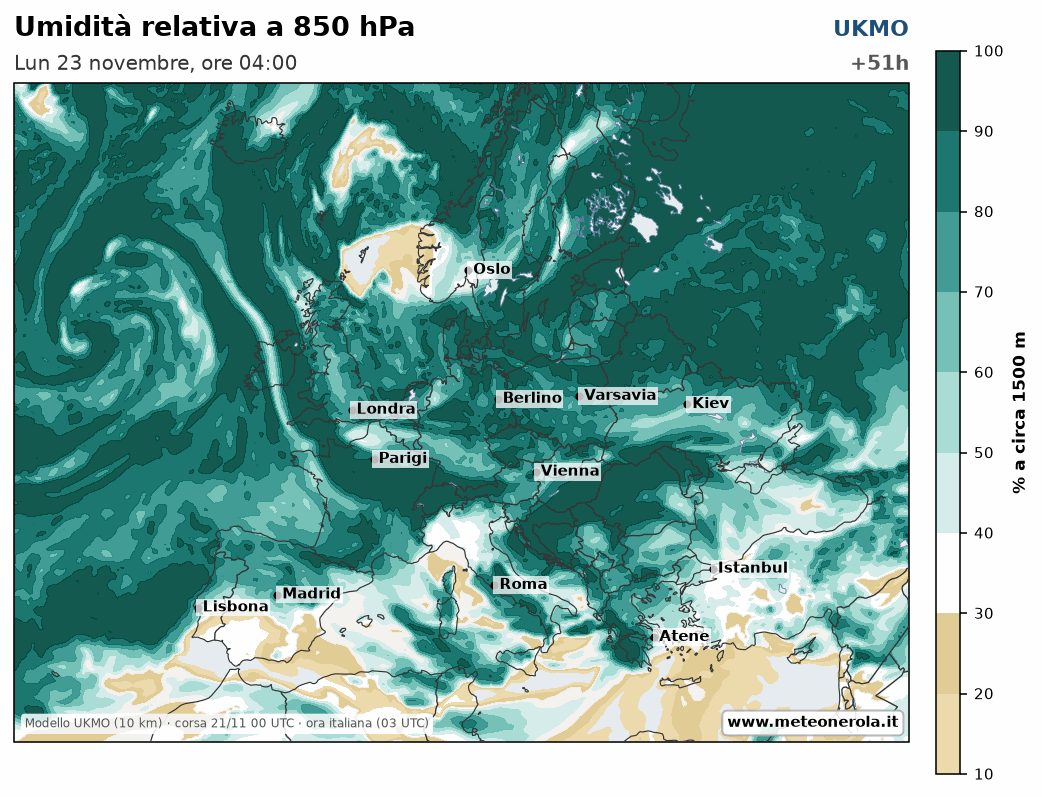 Umidità relativa a 850 hPa
UKMO
Lun 23 novembre, ore 04:00
+51h
100
90
80
70
60
50
40
30
20
10
% a circa 1500 m
Oslo
Londra
Berlino
Varsavia
Kiev
Parigi
Vienna
Istanbul
Madrid
Roma
Lisbona
Atene
Modello UKMO (10 km) · corsa 21/11 00 UTC · ora italiana (03 UTC)
www.meteonerola.it